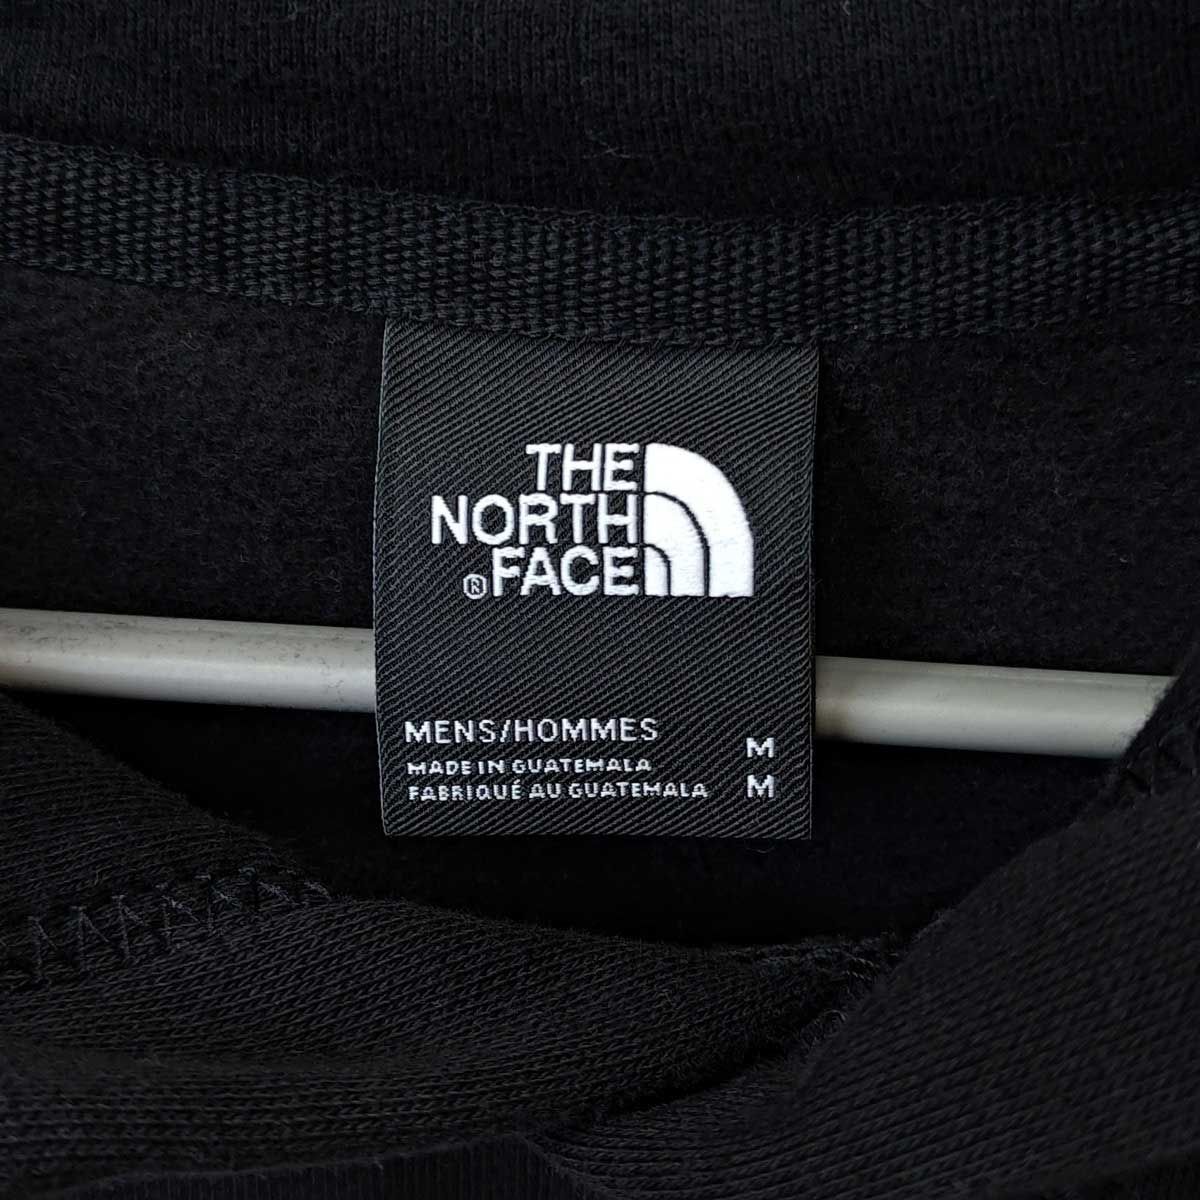 THE
NORTH
®FACE
MENS/HOMMES M
MADE IN GUATEMALA
FABRIQUÉ AU GUATEMALA M